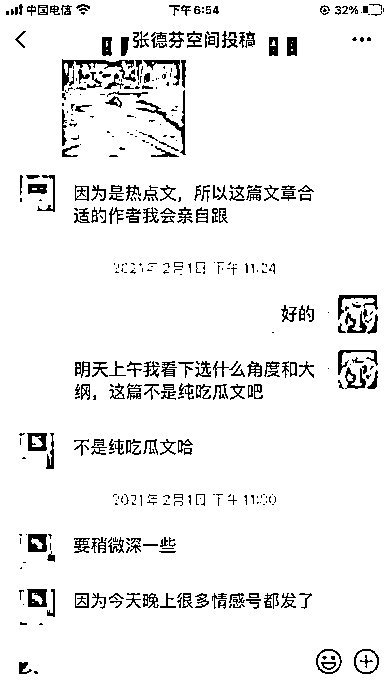 中国电信
下午6:54
32%
张德芬空间投稿
因为是热点文，所以这篇文章合
适的作者我会亲自跟
2021年2月1日 下午 11:24
好的
明天上午我看下选什么角度和大
纲，这篇不是纯吃瓜文吧
不是纯吃瓜文哈
2021年2月1日 下午 11:30
要稍微深一些
因为今天晚上很多情感号都发了